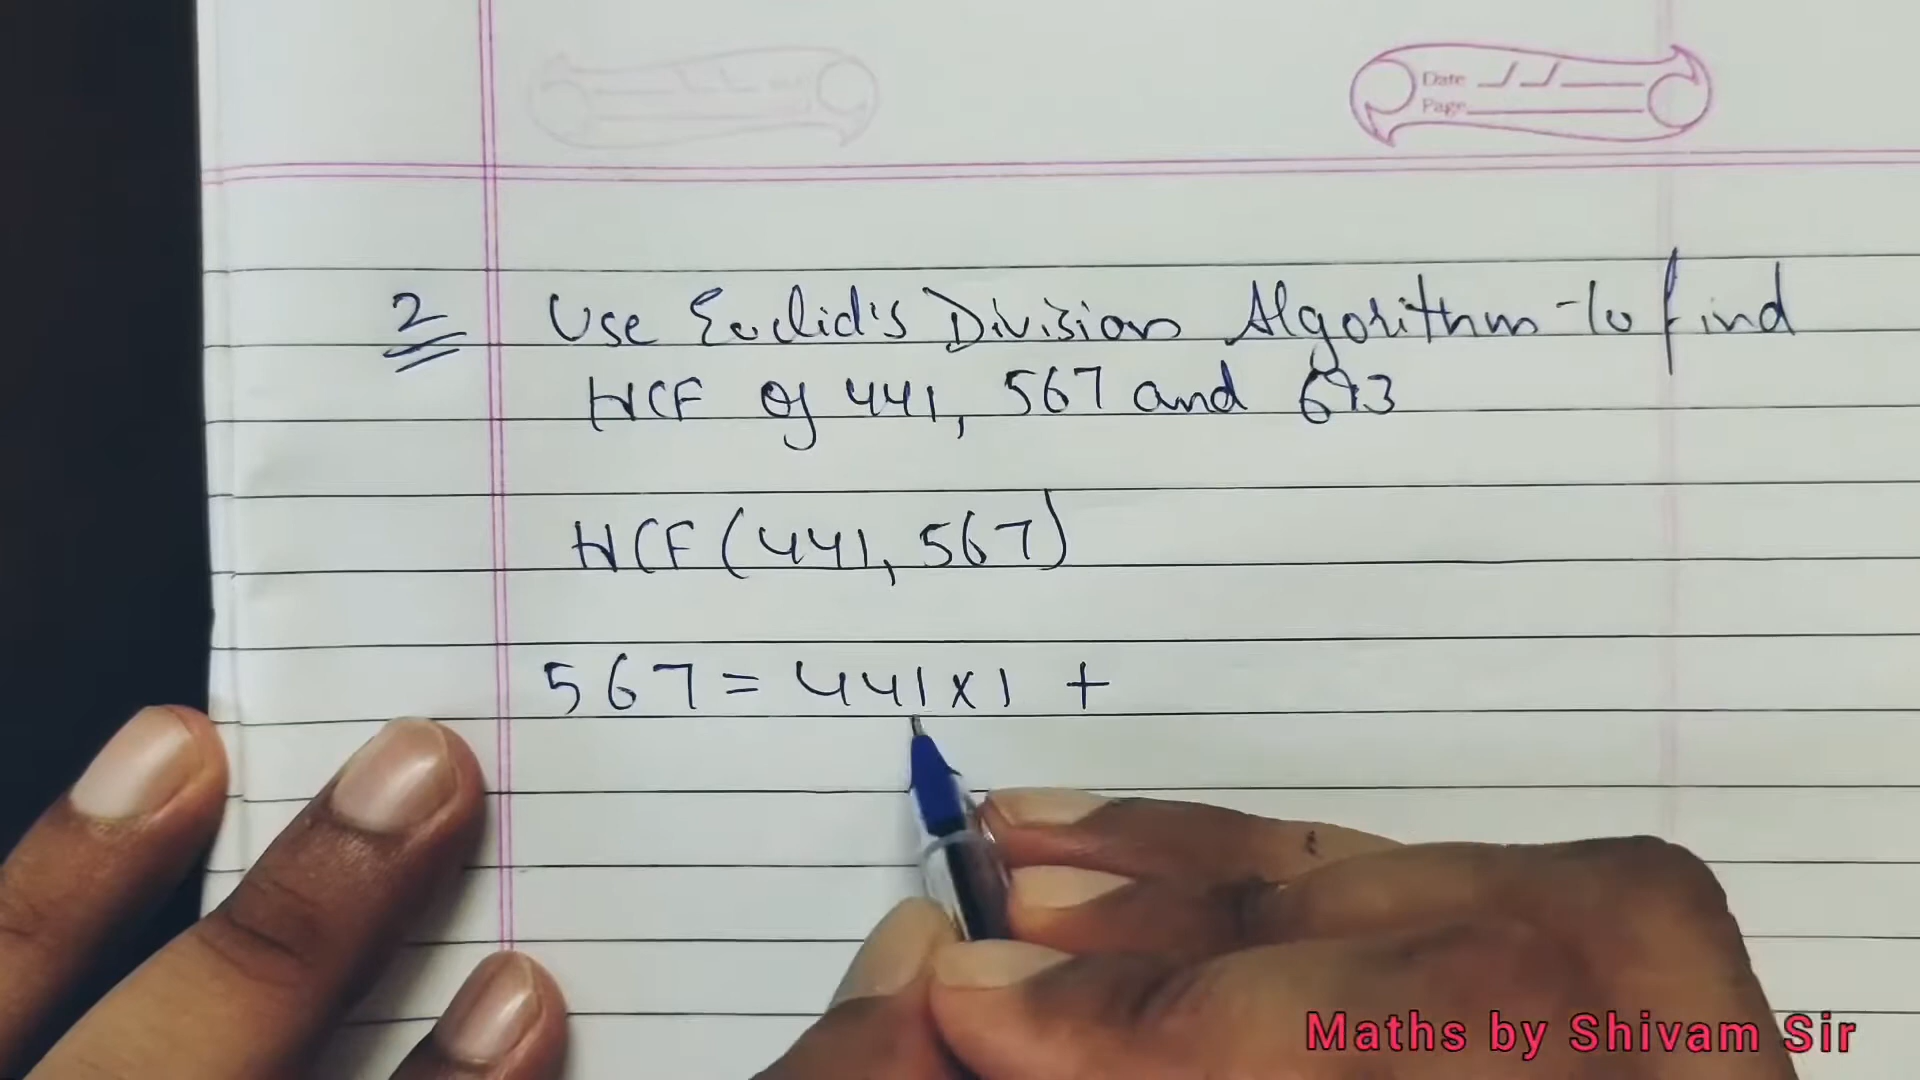 Date
Page
2 Use Euclid's Division Algorithm to find
HCF of 441, 567 and 693
HCF (441, 567)
567 = 441 x 1 +
Maths by Shivam Sir